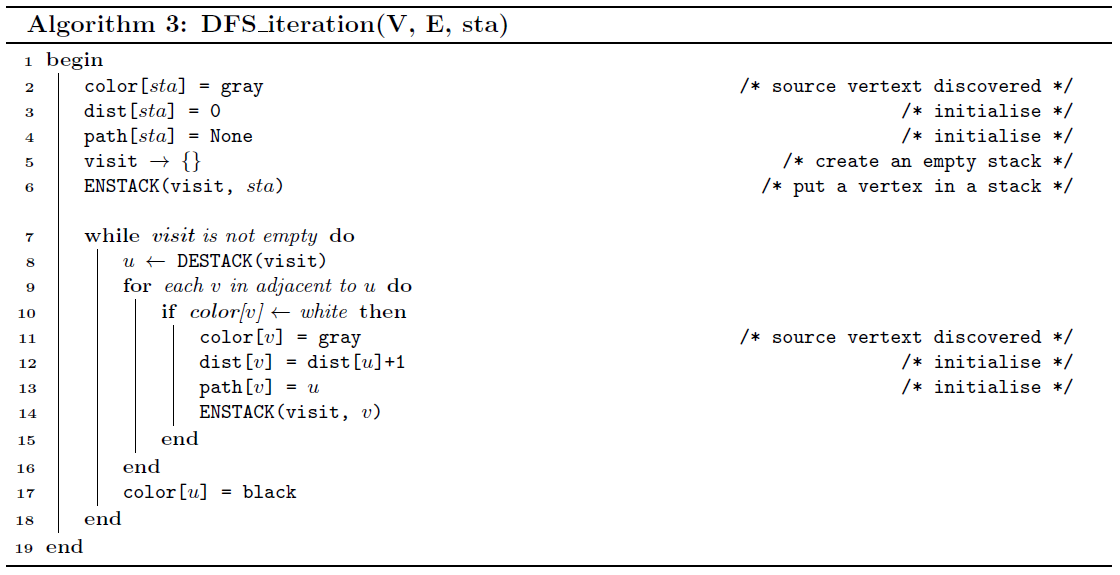 Algorithm 3: DFS_iteration(V, E, sta)
1 begin
2 color[sta] = gray /* source vertext discovered */
3 dist[sta] = 0 /* initialise */
4 path[sta] = None /* initialise */
5 visit → {} /* create an empty stack */
6 ENSTACK(visit, sta) /* put a vertex in a stack */
7 while visit is not empty do
8 u ← DESTACK(visit)
9 for each v in adjacent to u do
10 if color[v] ← white then
11 color[v] = gray /* source vertext discovered */
12 dist[v] = dist[u]+1 /* initialise */
13 path[v] = u /* initialise */
14 ENSTACK(visit, v)
15 end
16 end
17 color[u] = black
18 end
19 end